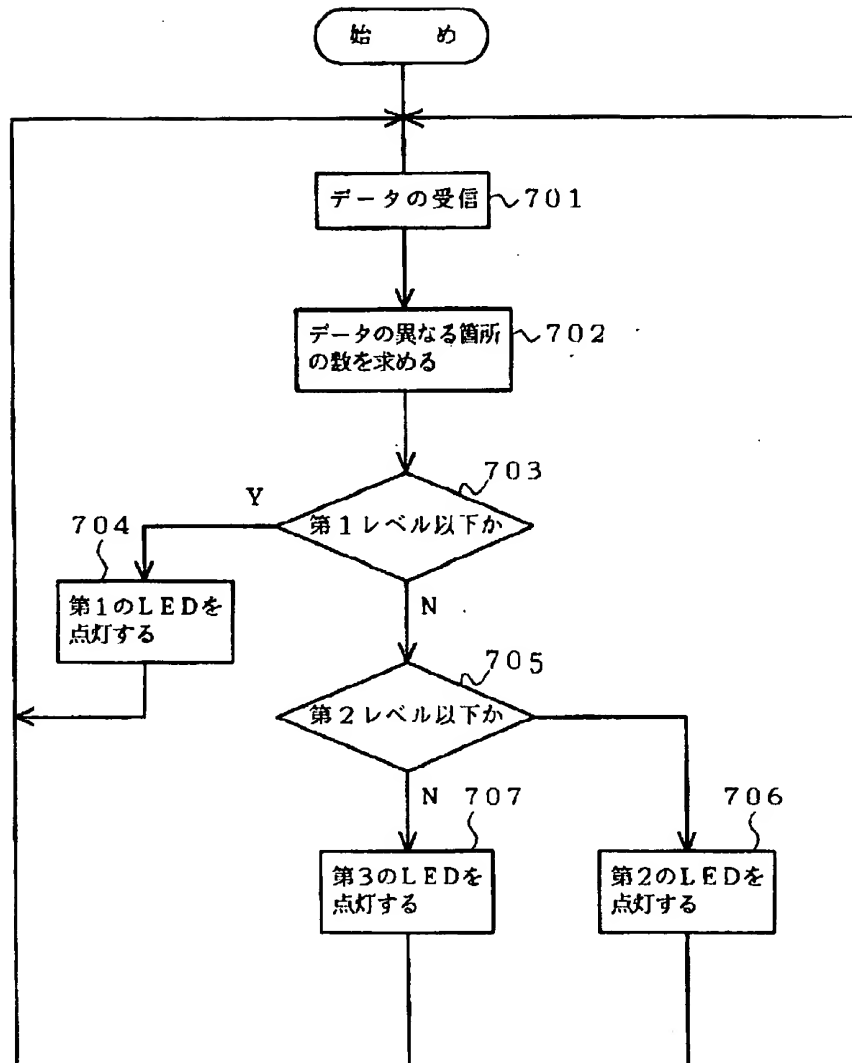 始 め
データの受信
701
データの異なる箇所
の数を求める
702
703
Y
第1レベル以下か
704
第1のLEDを
点灯する
N
705
第2レベル以下か
N
707
706
第3のLEDを
点灯する
第2のLEDを
点灯する